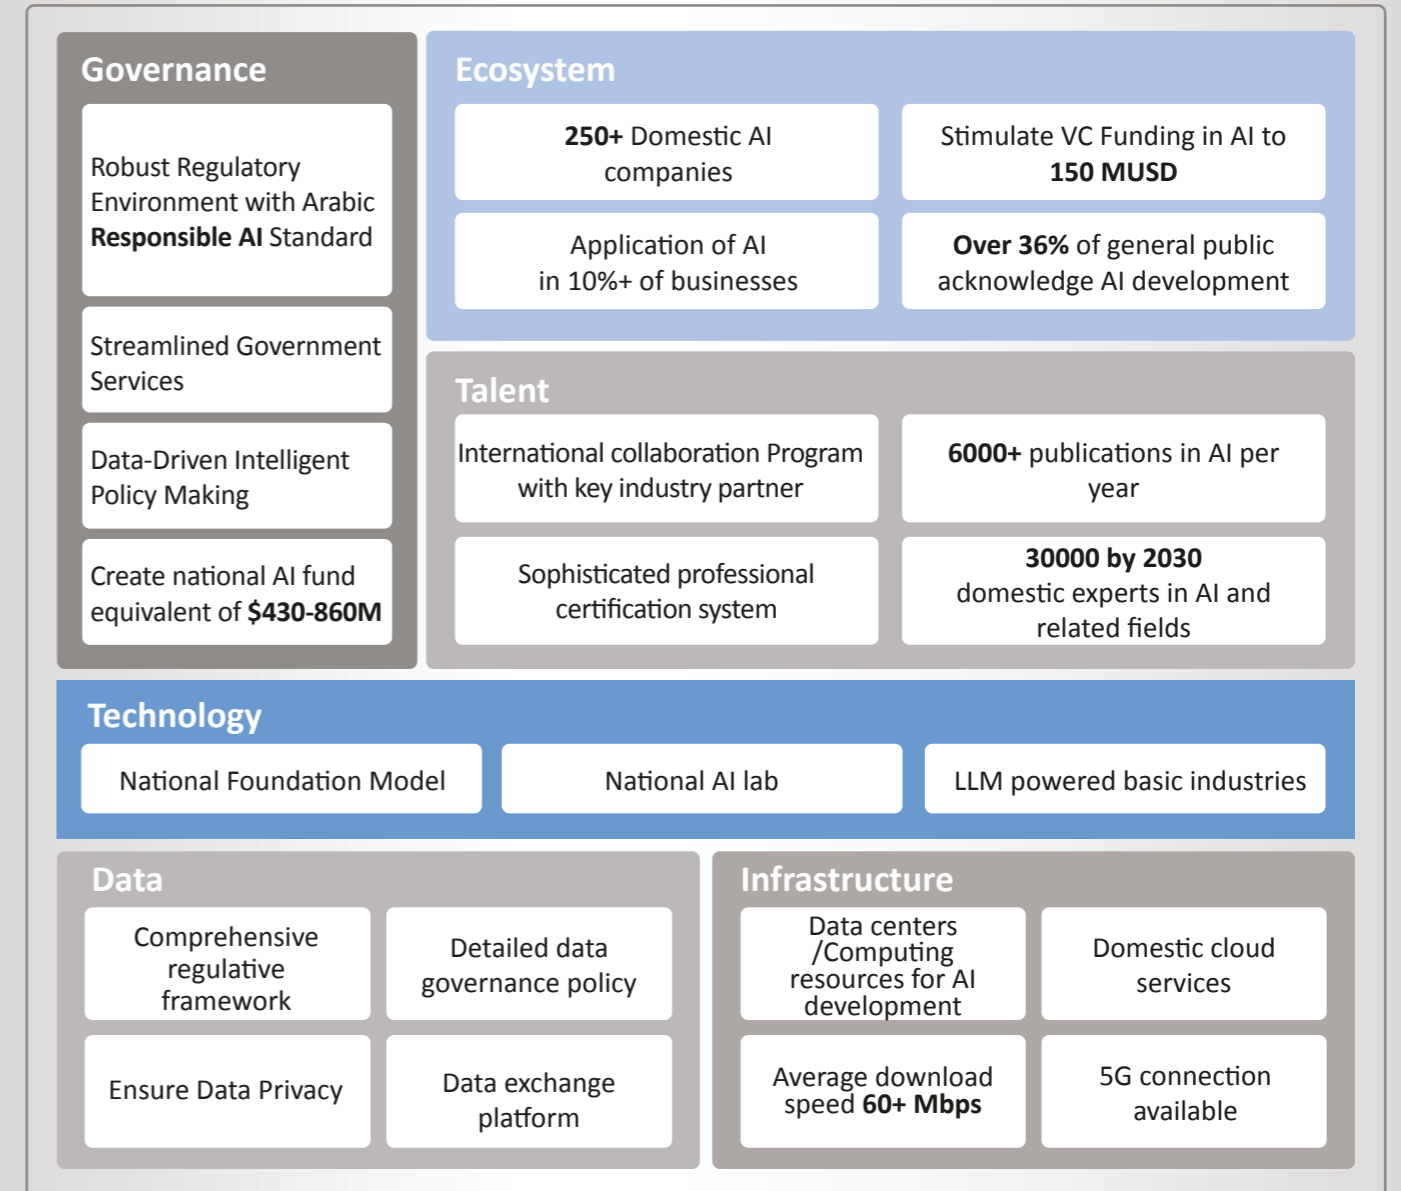 Governance
Robust Regulatory
Environment with Arabic
Responsible AI Standard
Streamlined Government
Services
Data-Driven Intelligent
Policy Making
Create national AI fund
equivalent of $430-860M
Ecosystem
250+ Domestic AI
companies
Stimulate VC Funding in AI to
150 MUSD
Application of AI
in 10%+ of businesses
Over 36% of general public
acknowledge AI development
Talent
International collaboration Program
with key industry partner
6000+ publications in AI per
year
Sophisticated professional
certification system
30000 by 2030
domestic experts in AI and
related fields
Technology
National Foundation Model
National AI lab
LLM powered basic industries
Data
Comprehensive
regulative
framework
Detailed data
governance policy
Ensure Data Privacy
Data exchange
platform
Infrastructure
Data centers
/Computing
resources for AI
development
Domestic cloud
services
Average download
speed 60+ Mbps
5G connection
available